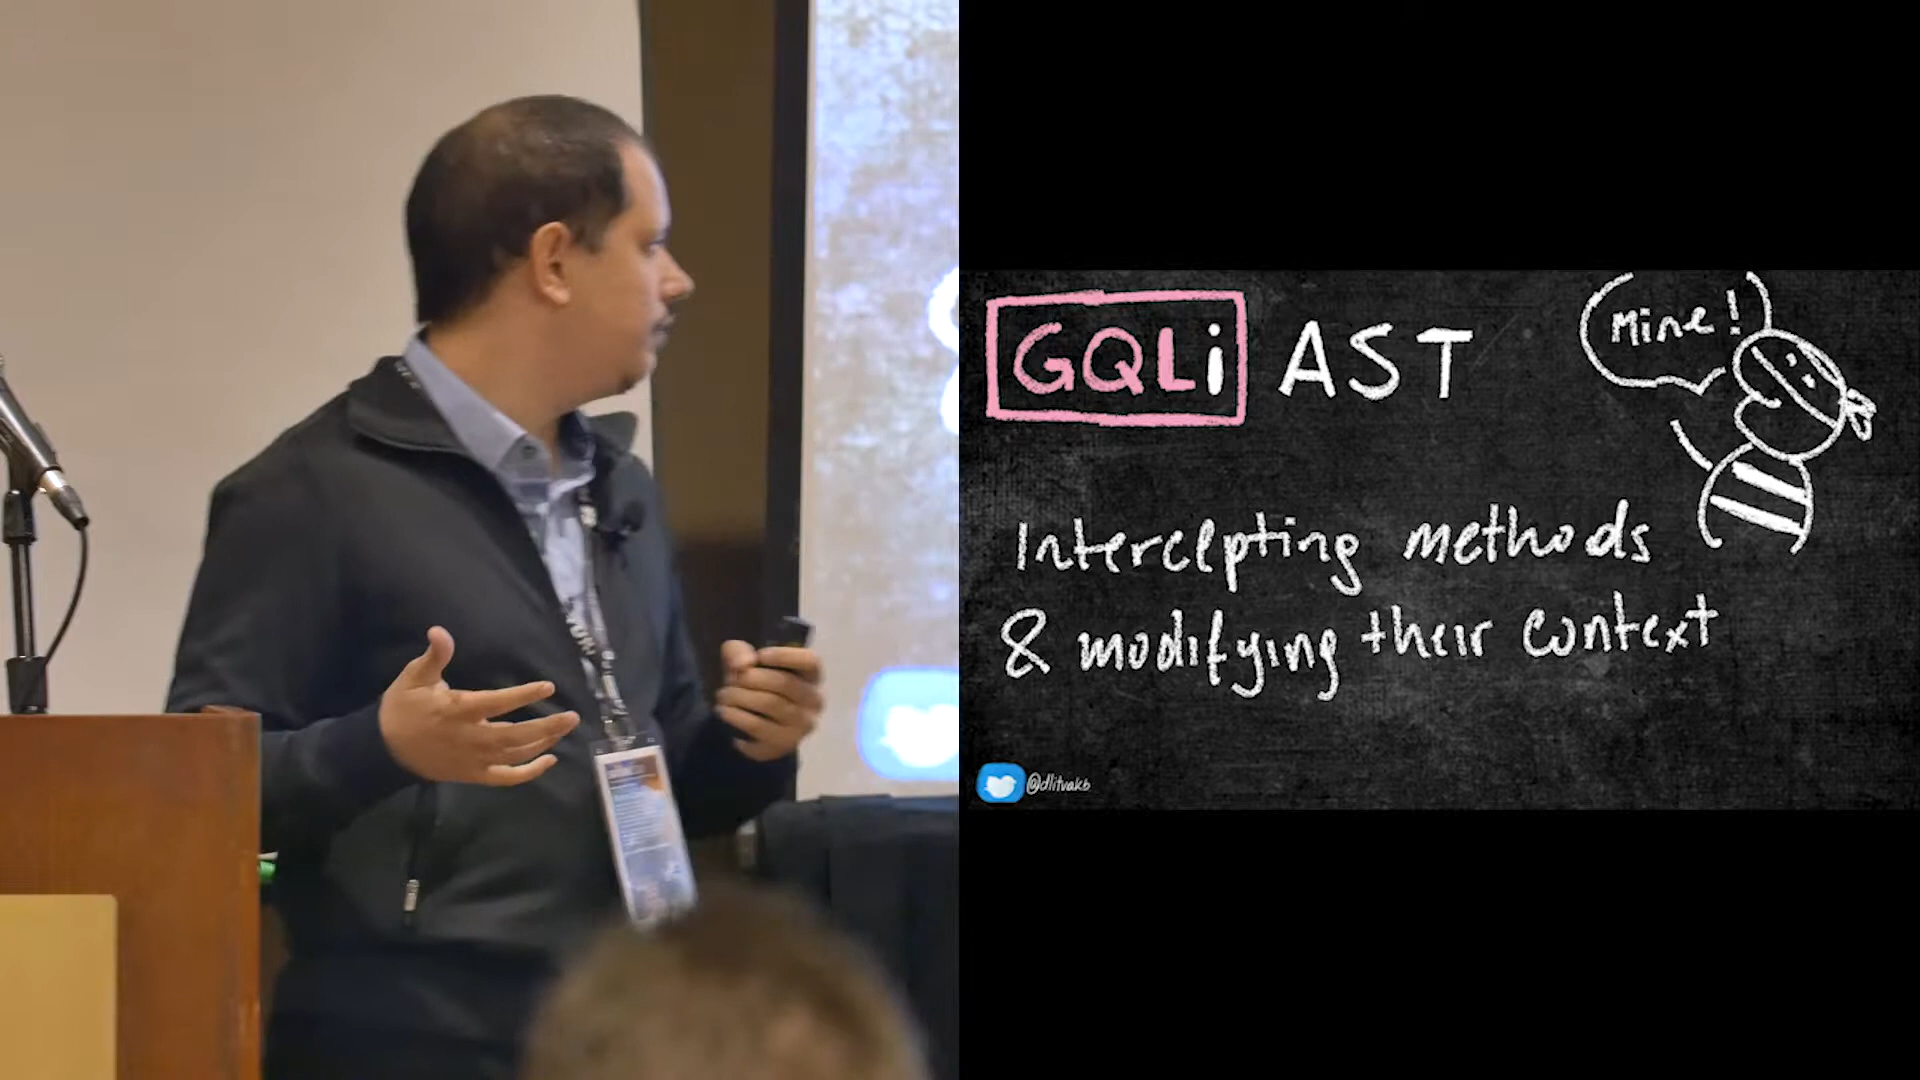 GQLi AST
Mine!
Intercepting methods
& modifying their context
@dlitvakb